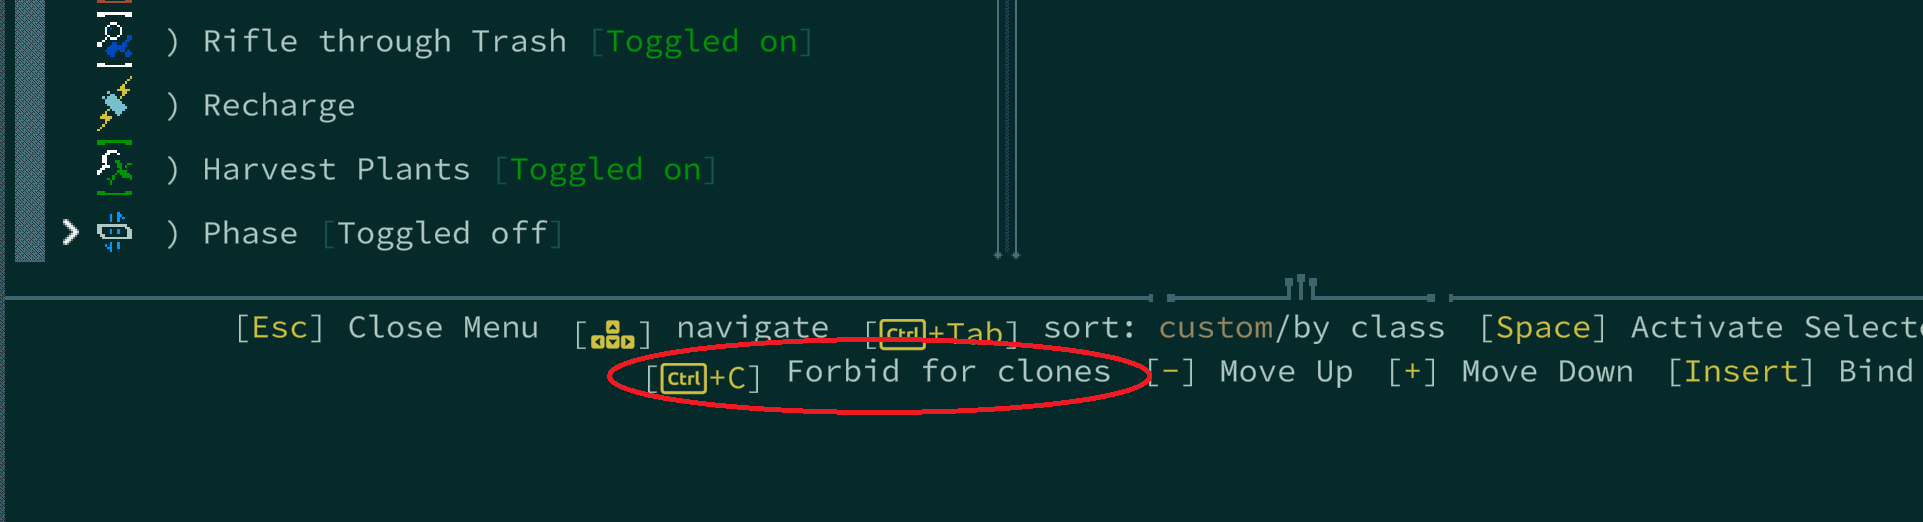 ) Rifle through Trash [Toggled on]
) Recharge
) Harvest Plants [Toggled on]
) Phase [Toggled off]
[Esc] Close Menu [] navigate [Ctrl+Tab] sort: custom/by class [Space] Activate
[Ctrl+C] Forbid for clones [-] Move Up [+] Move Down [Insert] Bind